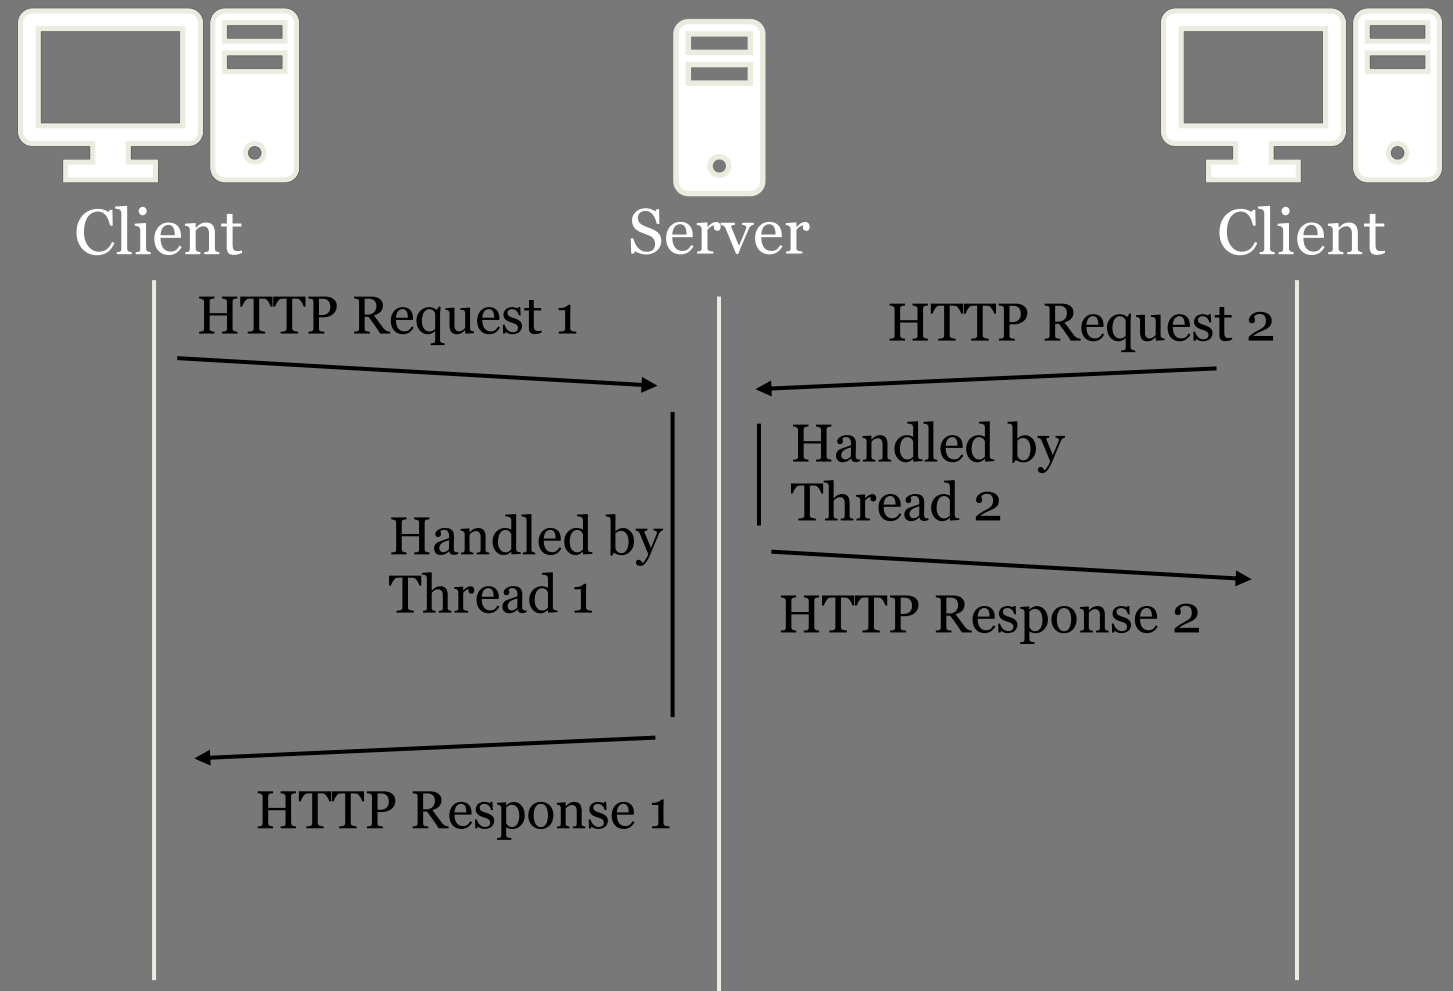 Client
Server
Client
HTTP Request 1
HTTP Request 2
Handled by
Thread 2
Handled by
Thread 1
HTTP Response 2
HTTP Response 1